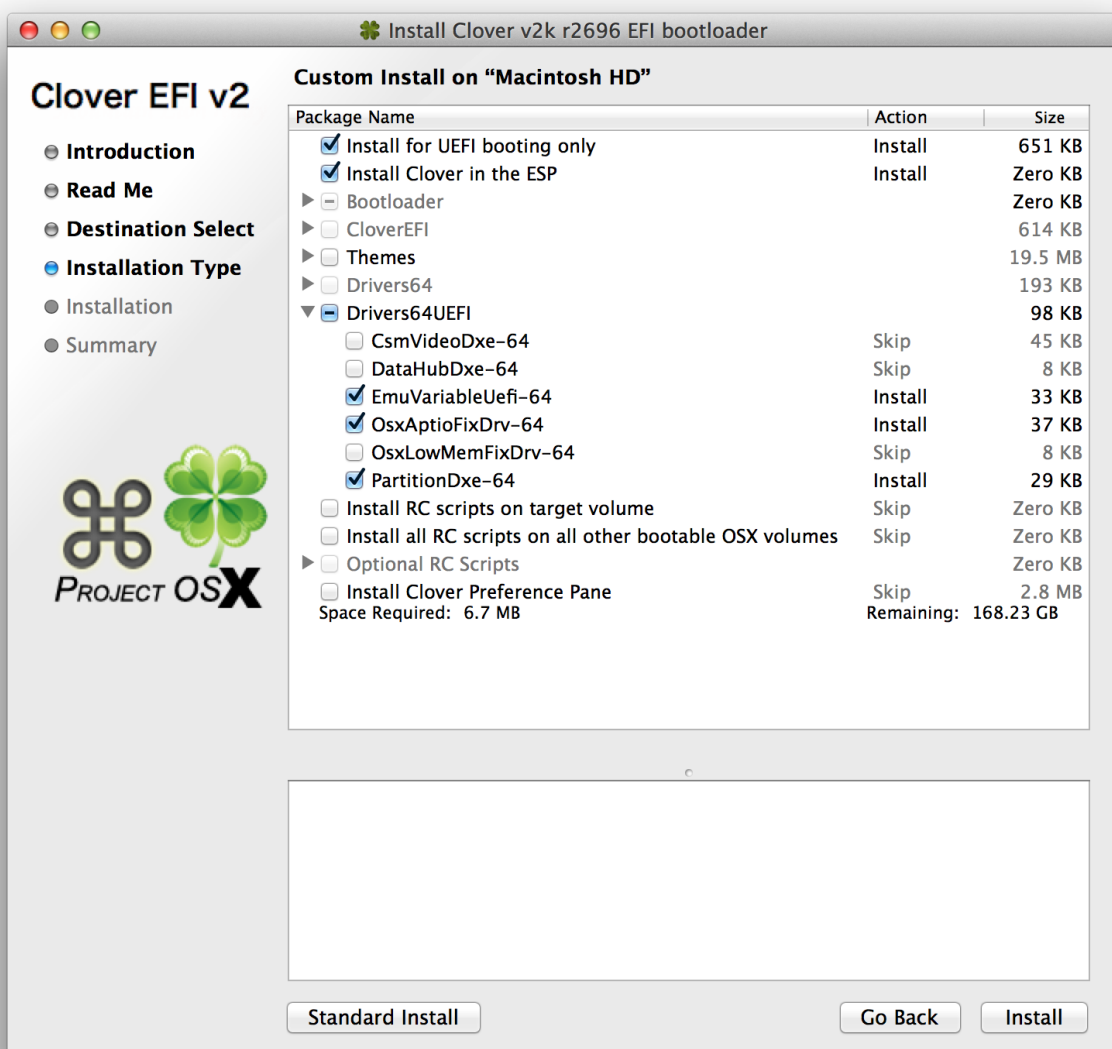 Install Clover v2k r2696 EFI bootloader
Clover EFI v2
Introduction
Read Me
Destination Select
Installation Type
Installation
Summary
PROJECT OSX
Custom Install on “Macintosh HD”
Package Name Action Size
Install for UEFI booting only Install 651 KB
Install Clover in the ESP Install Zero KB
Bootloader Zero KB
CloverEFI 614 KB
Themes 19.5 MB
Drivers64 193 KB
Drivers64UEFI 98 KB
CsmVideoDxe-64 Skip 45 KB
DataHubDxe-64 Skip 8 KB
EmuVariableUefi-64 Install 33 KB
OsxAptioFixDrv-64 Install 37 KB
OsxLowMemFixDrv-64 Skip 8 KB
PartitionDxe-64 Install 29 KB
Install RC scripts on target volume Skip Zero KB
Install all RC scripts on all other bootable OSX volumes Skip Zero KB
Optional RC Scripts Zero KB
Install Clover Preference Pane Skip 2.8 MB
Space Required: 6.7 MB Remaining: 168.23 GB
Standard Install Go Back Install